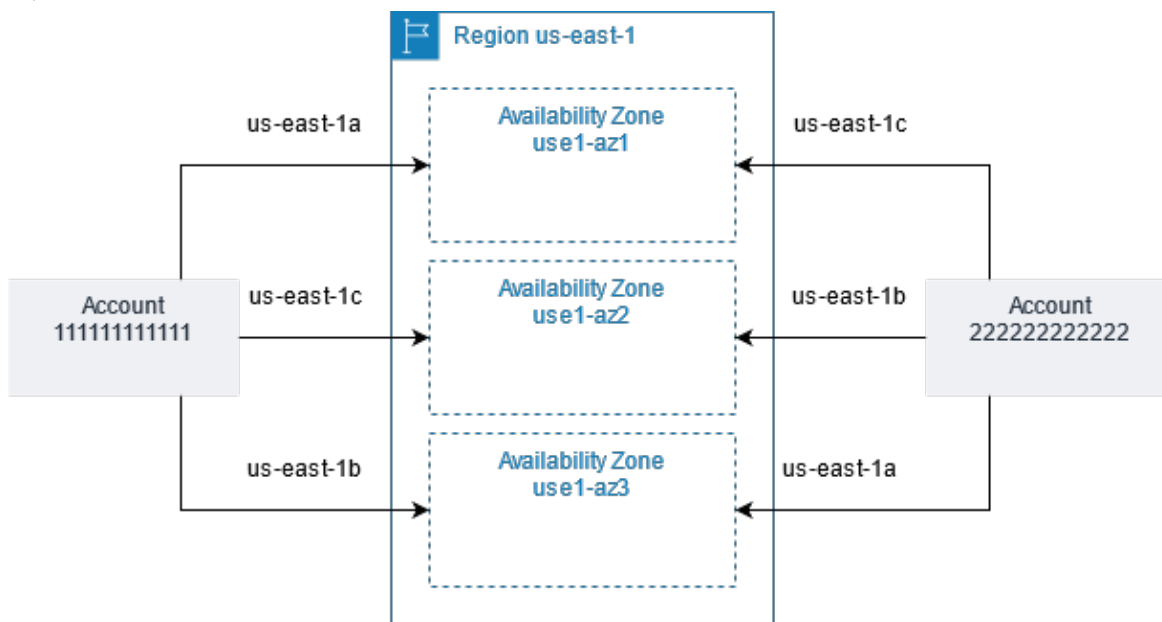 Region us-east-1
us-east-1a
Availability Zone
use1-az1
us-east-1c
Account
111111111111
us-east-1c
Availability Zone
use1-az2
us-east-1b
Account
222222222222
us-east-1b
Availability Zone
use1-az3
us-east-1a